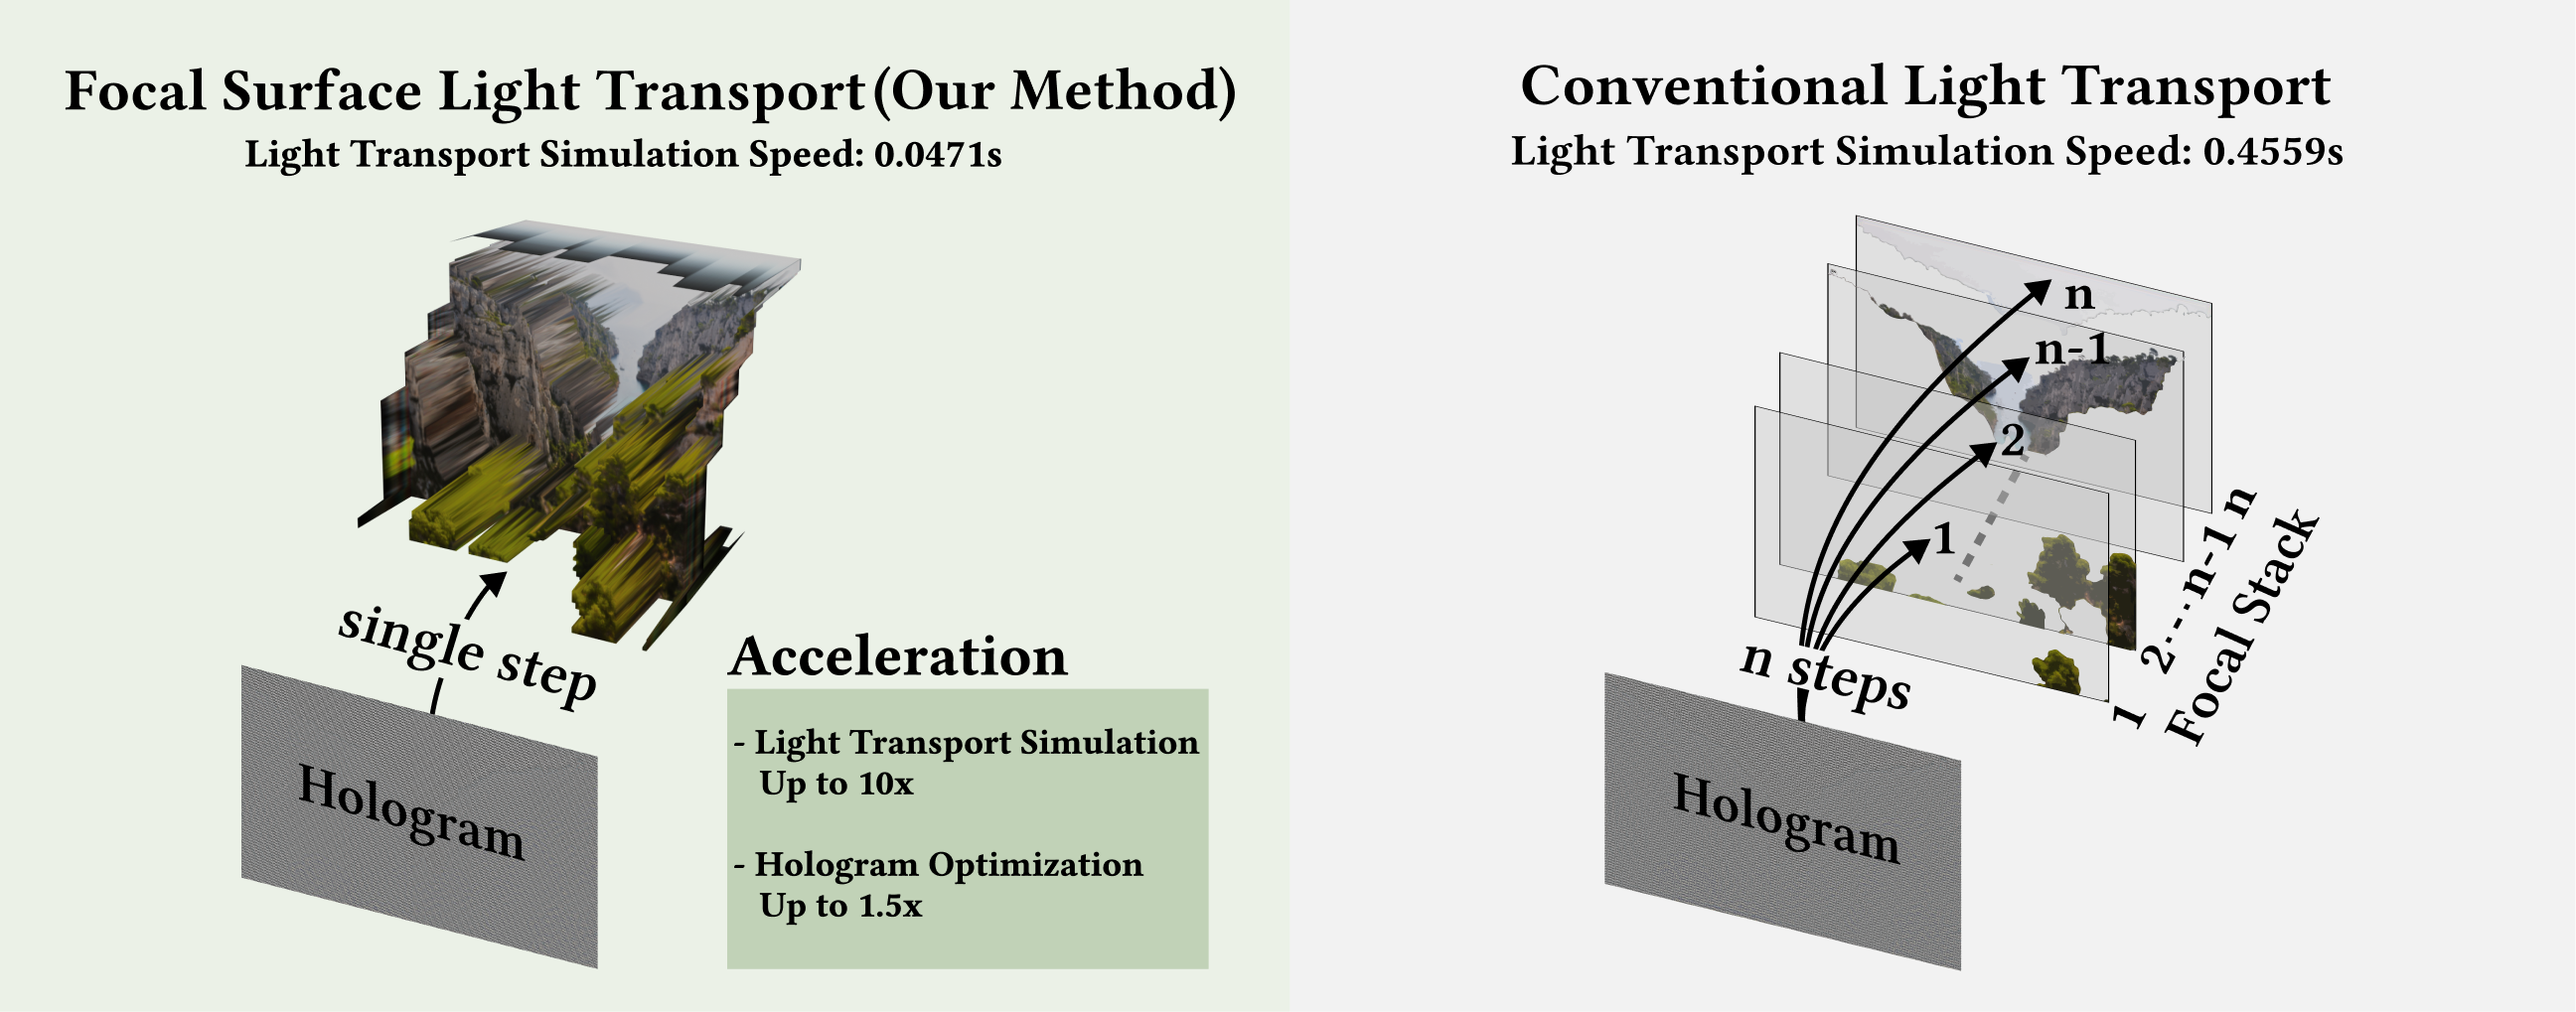 Focal Surface Light Transport (Our Method)
Light Transport Simulation Speed: 0.0471s
single step
Hologram
Acceleration
- Light Transport Simulation
Up to 10x
- Hologram Optimization
Up to 1.5x
Conventional Light Transport
Light Transport Simulation Speed: 0.4559s
n
n-1
2
1
n steps
Hologram
1 2---n-1 n
Focal Stack